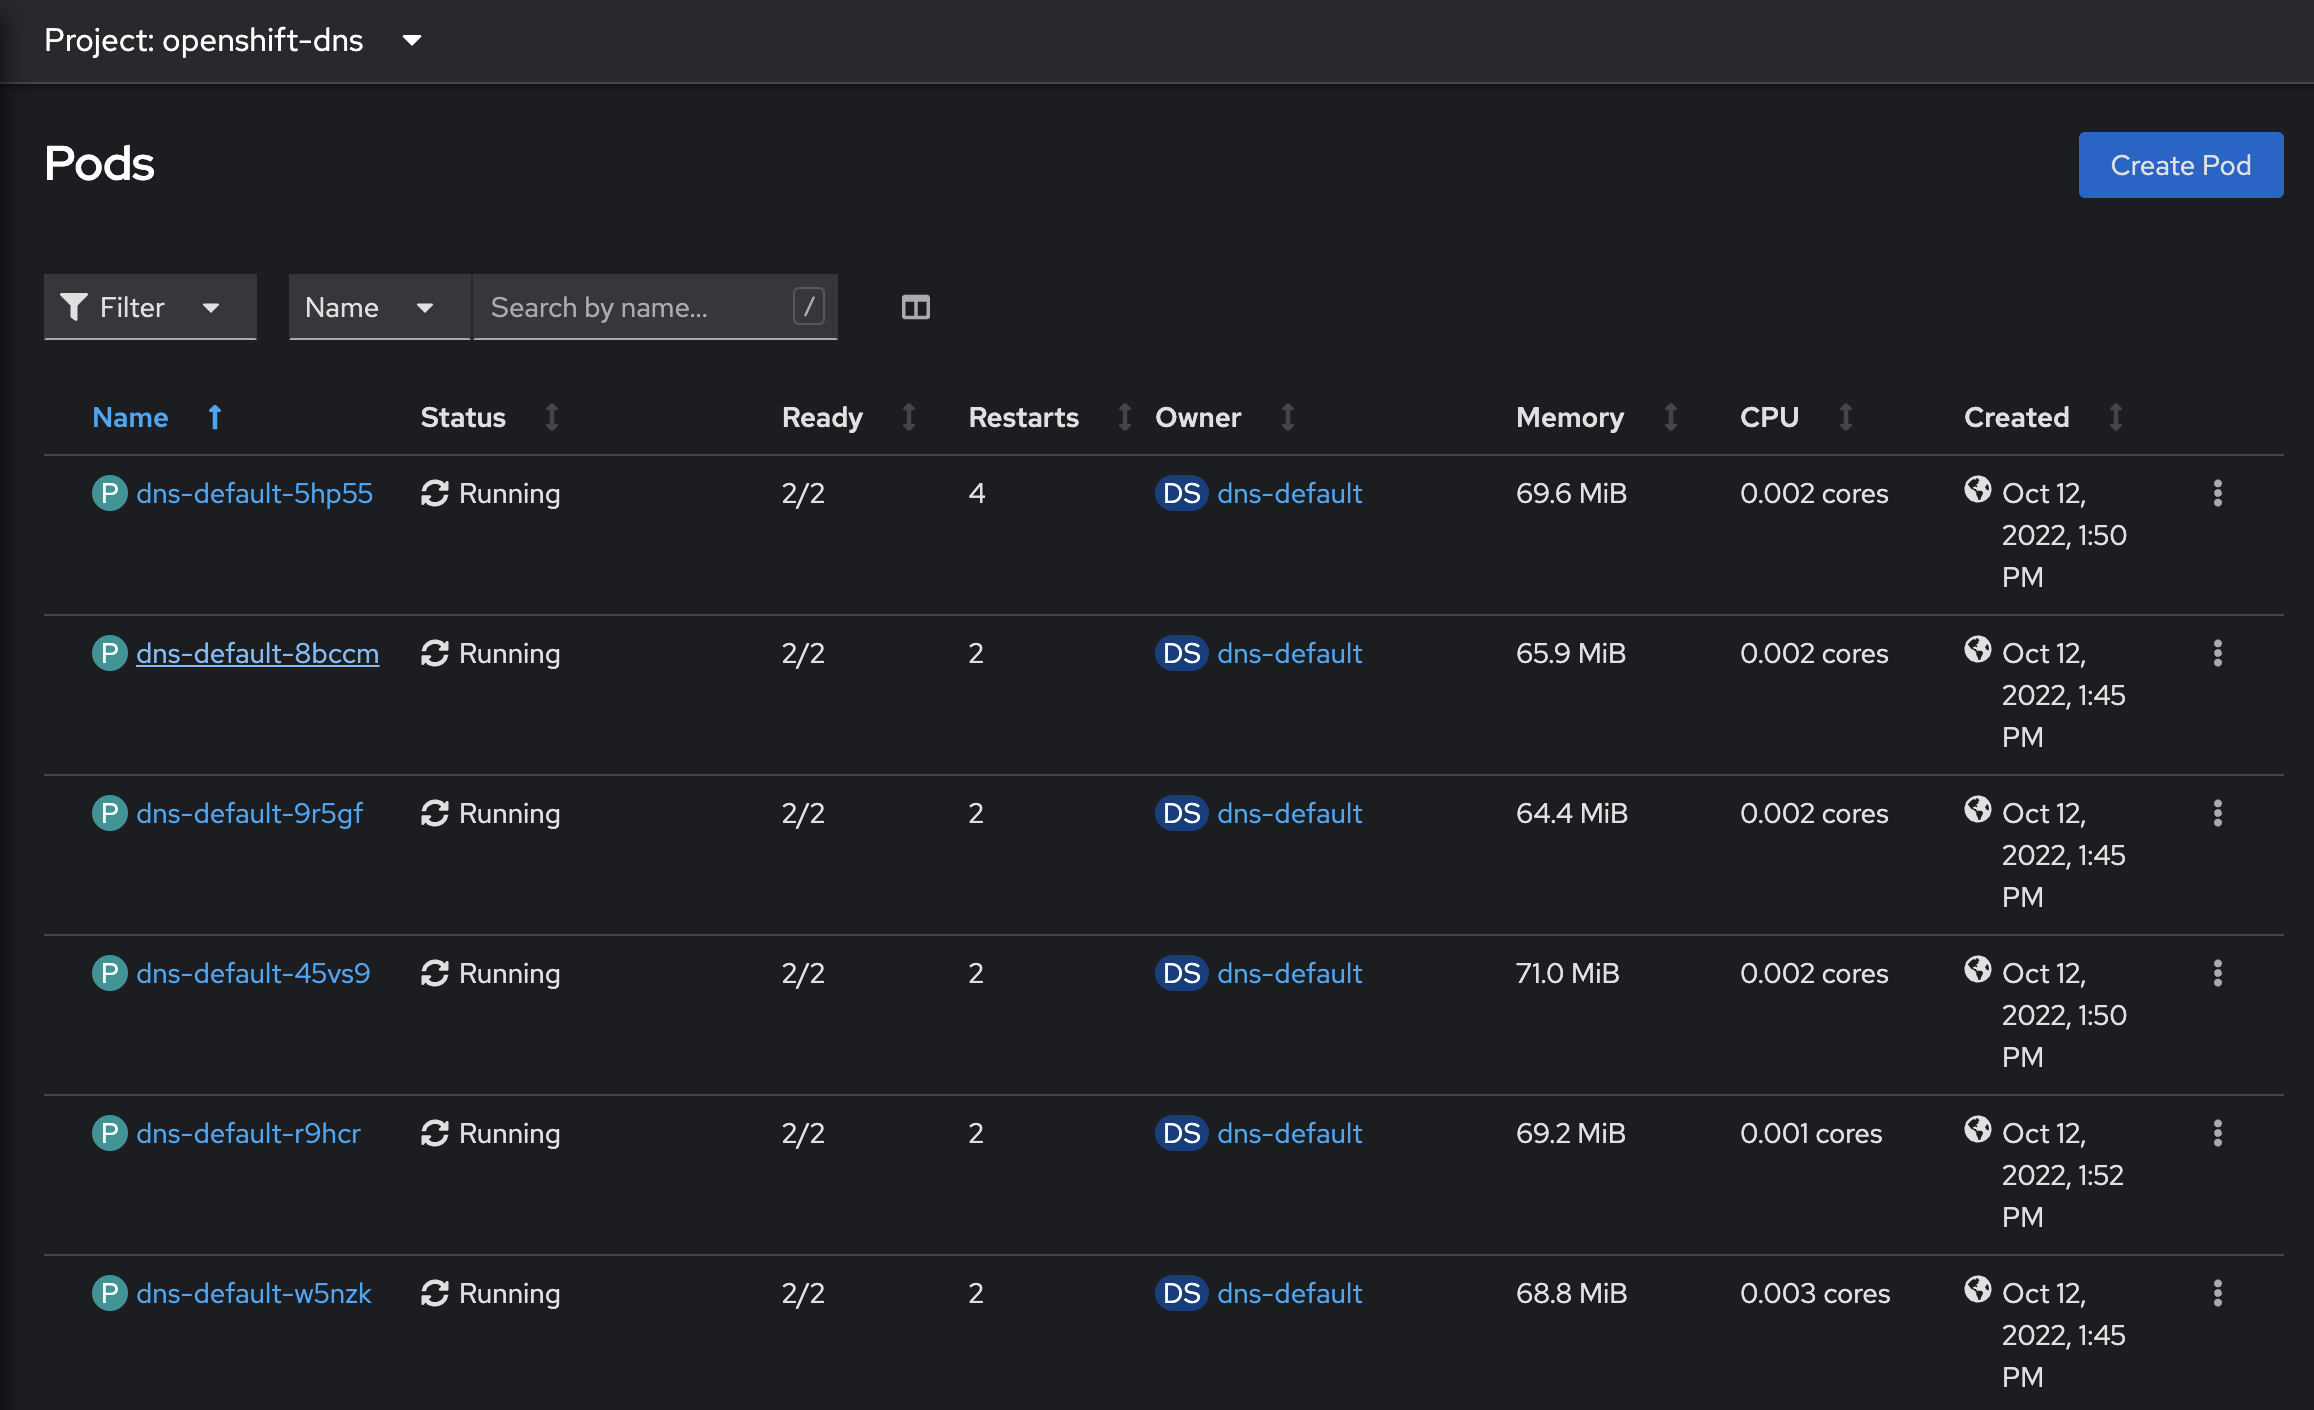 Project: openshift-dns
Pods
Create Pod
Filter
Name
Search by name...
/
Name Status Ready Restarts Owner Memory CPU Created
P dns-default-5hp55 Running 2/2 4 DS dns-default 69.6 MiB 0.002 cores Oct 12,
2022, 1:50
PM
P dns-default-8bccm Running 2/2 2 DS dns-default 65.9 MiB 0.002 cores Oct 12,
2022, 1:45
PM
P dns-default-9r5gf Running 2/2 2 DS dns-default 64.4 MiB 0.002 cores Oct 12,
2022, 1:45
PM
P dns-default-45vs9 Running 2/2 2 DS dns-default 71.0 MiB 0.002 cores Oct 12,
2022, 1:50
PM
P dns-default-r9hcr Running 2/2 2 DS dns-default 69.2 MiB 0.001 cores Oct 12,
2022, 1:52
PM
P dns-default-w5nzk Running 2/2 2 DS dns-default 68.8 MiB 0.003 cores Oct 12,
2022, 1:45
PM